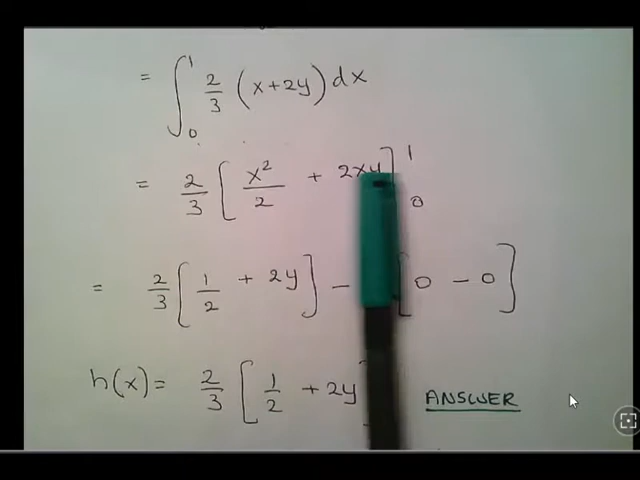 = ∫₀¹ 2/3 (x+2y) dx
= 2/3 [ x²/2 + 2xy ]₀¹
= 2/3 [ 1/2 + 2y ] - [ 0 - 0 ]
h(x) = 2/3 [ 1/2 + 2y ANSWER